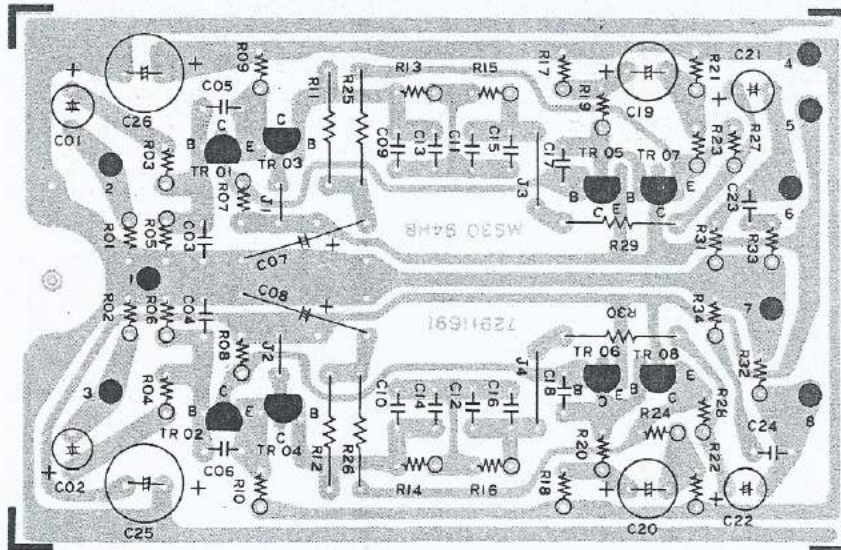 R09
C05
C26
C01
R03
2
B
C
E
TR 01
R07
C
B
E
TR 03
J1
R11
R25
R13
R15
C09
C13
C11
C15
J3
R17
R19
C17
TR 05
B
C
E
TR 07
B
C
E
C19
R21
C21
R23
R27
C23
4
5
6
R01
R05
C03
C07
MS30 94HB
R29
R31
R33
1
R02
R06
C04
C08
72911691
R30
R34
7
R08
J2
J4
TR 06
TR 08
R32
3
R04
C
B
E
TR 02
C06
B
C
TR 04
R12
R26
C10
C14
C12
C16
C18
B
C
E
B
C
E
R24
R28
8
C24
C02
C25
R10
R14
R16
R18
R20
C20
R22
C22